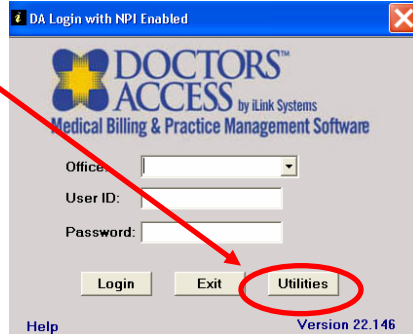 DA Login with NPI Enabled
DOCTORS™
ACCESS by iLink Systems
Medical Billing & Practice Management Software
Office:
User ID:
Password:
Login Exit Utilities
Help Version 22.146